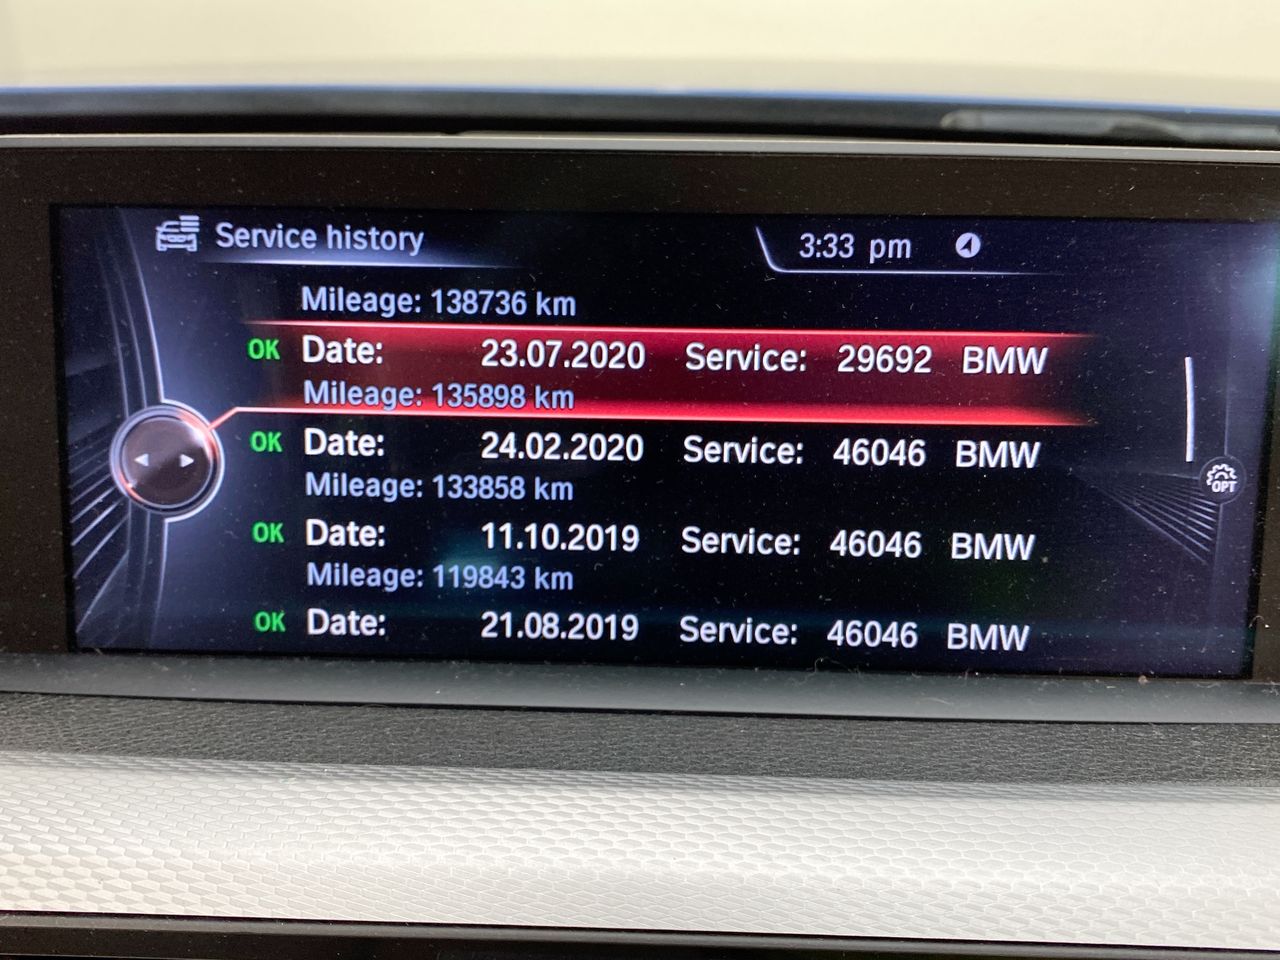 Service history 3:33 pm
Mileage: 138736 km
OK Date: 23.07.2020 Service: 29692 BMW
Mileage: 135898 km
OK Date: 24.02.2020 Service: 46046 BMW
Mileage: 133858 km
OK Date: 11.10.2019 Service: 46046 BMW
Mileage: 119843 km
OPT
OK Date: 21.08.2019 Service: 46046 BMW